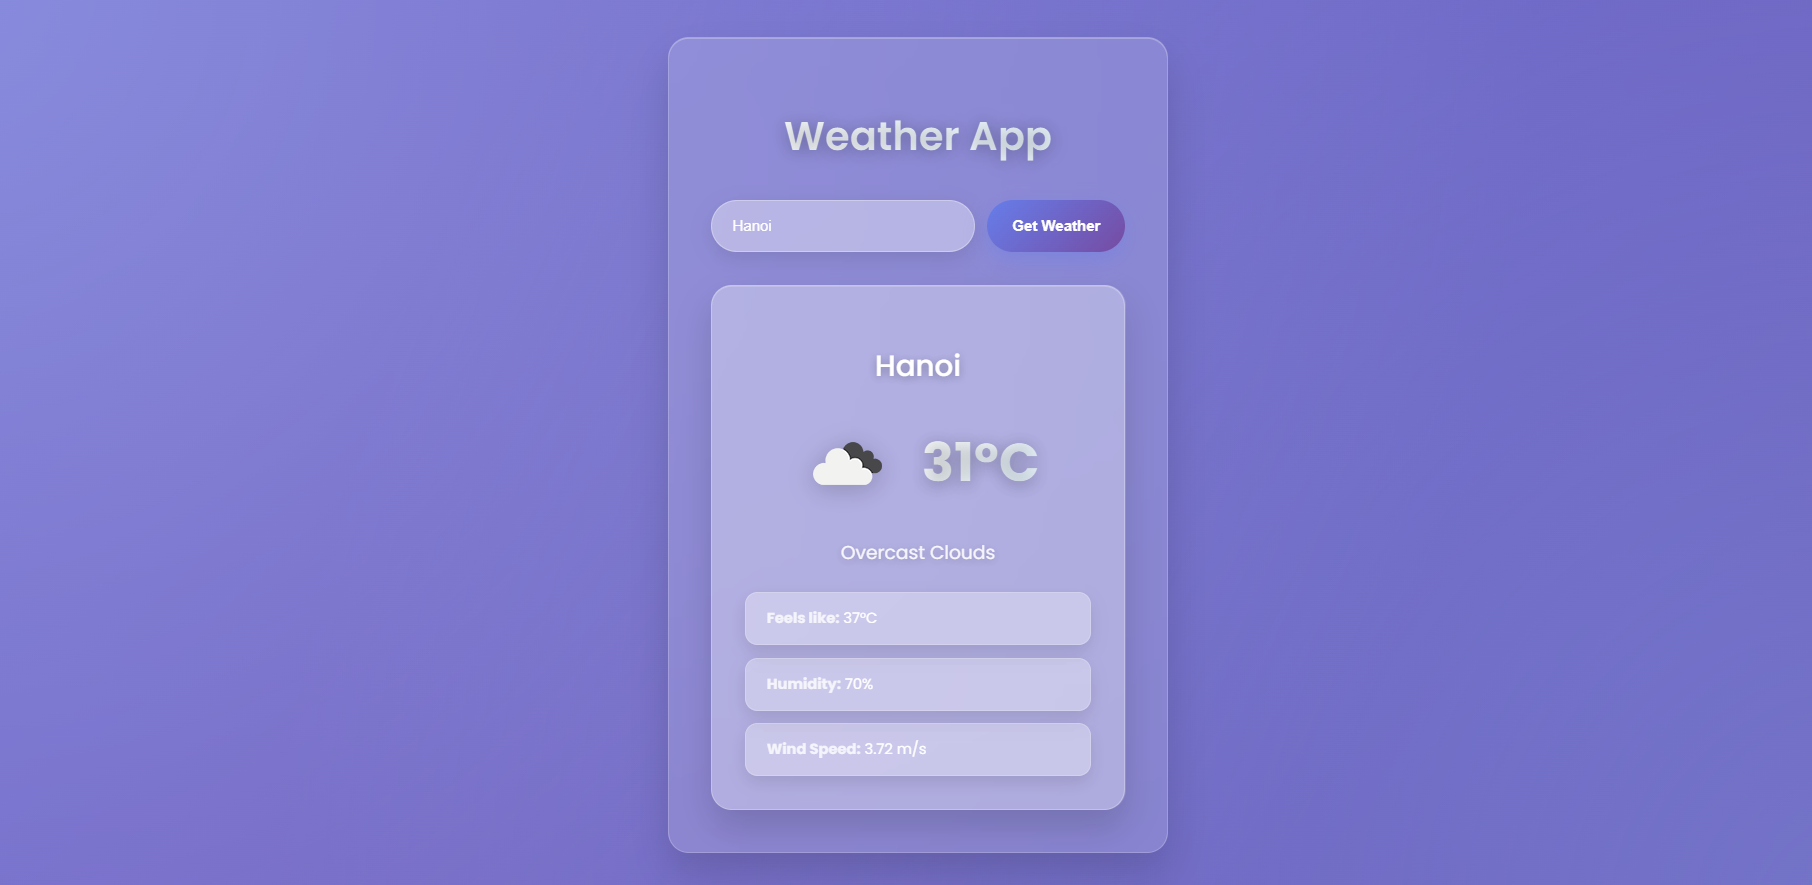 Weather App
Hanoi
Get Weather
Hanoi
31°C
Overcast Clouds
Feels like: 37°C
Humidity: 70%
Wind Speed: 3.72 m/s